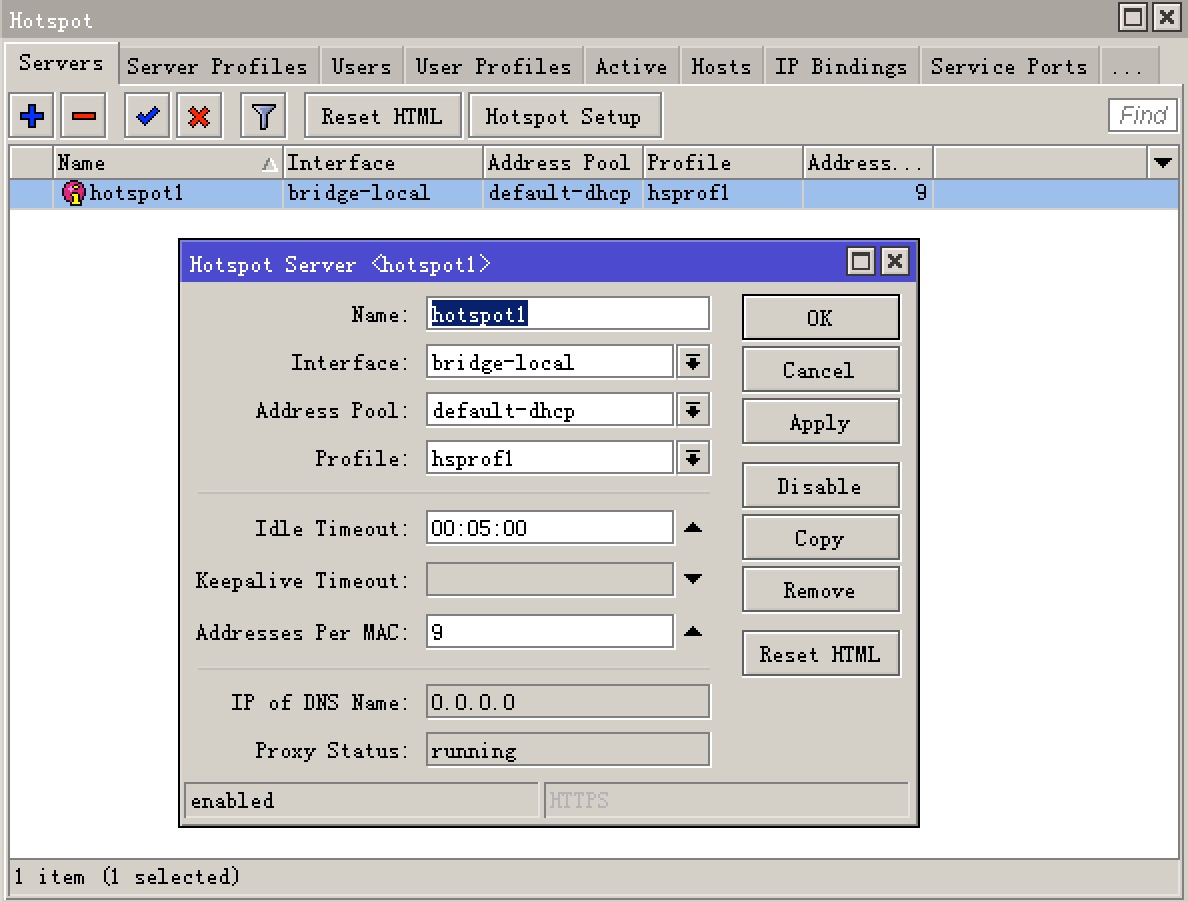 Hotspot
Servers Server Profiles Users User Profiles Active Hosts IP Bindings Service Ports ...
Reset HTML Hotspot Setup Find
Name Interface Address Pool Profile Address...
hotspot1 bridge-local default-dhcp hsprof1 9
Hotspot Server <hotspot1>
Name: hotspot1 OK
Interface: bridge-local Cancel
Address Pool: default-dhcp Apply
Profile: hsprof1
Disable
Idle Timeout: 00:05:00 Copy
Keepalive Timeout: Remove
Addresses Per MAC: 9
Reset HTML
IP of DNS Name: 0.0.0.0
Proxy Status: running
enabled HTTPS
1 item (1 selected)